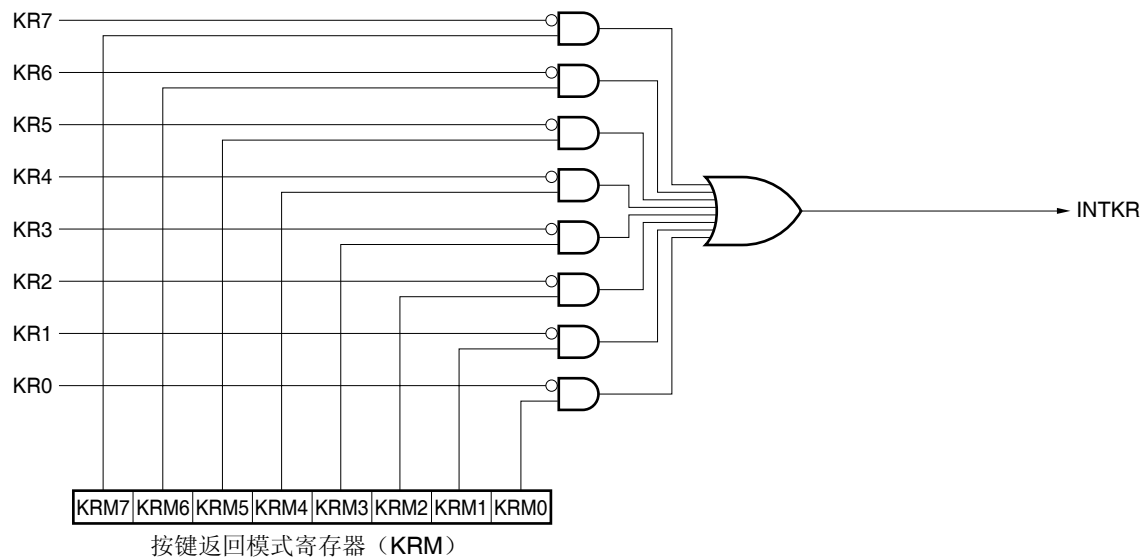 KR7
KR6
KR5
KR4
KR3
KR2
KR1
KR0
INTKR
KRM7 KRM6 KRM5 KRM4 KRM3 KRM2 KRM1 KRM0
按键返回模式寄存器（KRM）